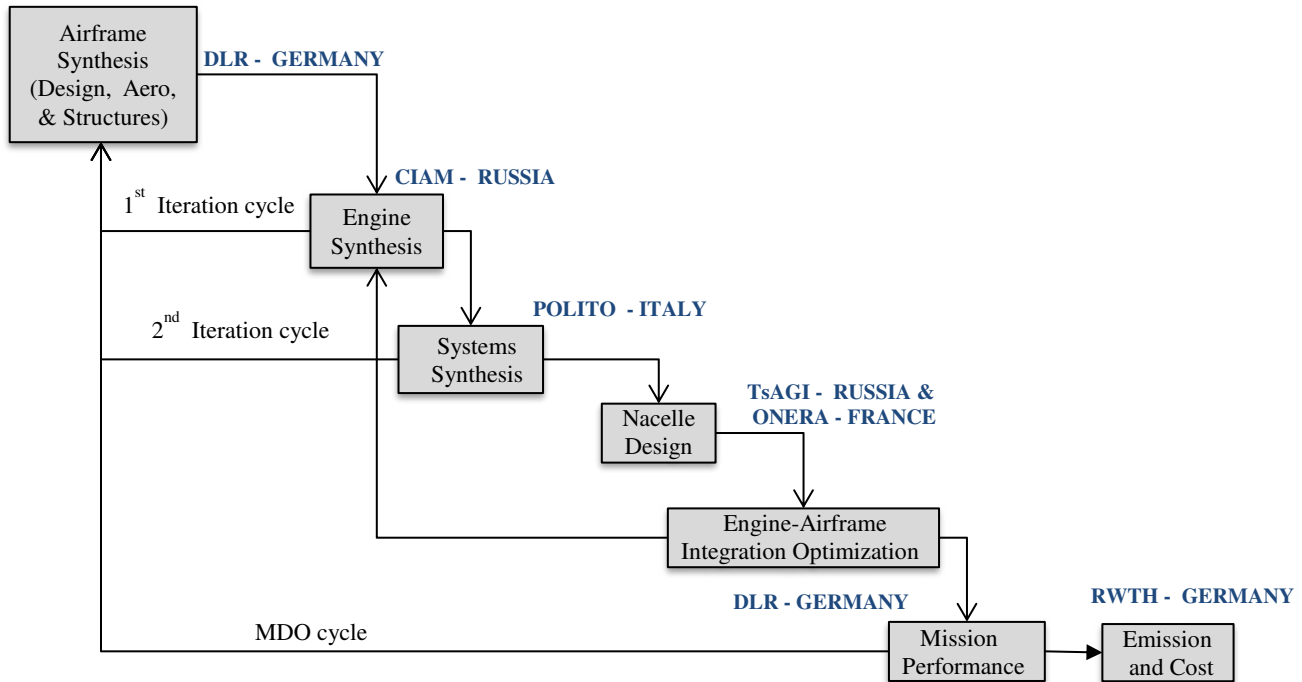 Airframe
Synthesis
(Design, Aero,
& Structures)
DLR - GERMANY
CIAM - RUSSIA
1st Iteration cycle
Engine
Synthesis
POLITO - ITALY
2nd Iteration cycle
Systems
Synthesis
TsAGI - RUSSIA &
ONERA - FRANCE
Nacelle
Design
Engine-Airframe
Integration Optimization
DLR - GERMANY
RWTH - GERMANY
MDO cycle
Mission
Performance
Emission
and Cost